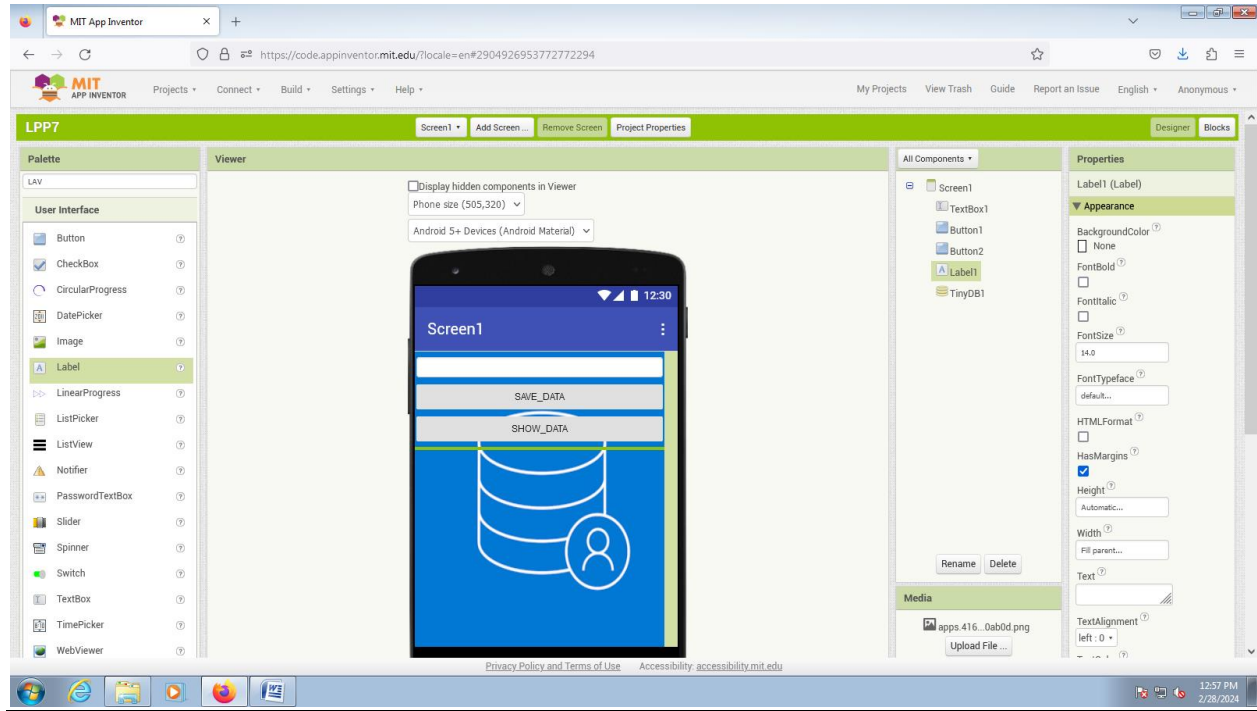 MIT App Inventor
https://code.appinventor.mit.edu/?locale=en#2904926953772772294
MIT
APP INVENTOR
Projects
Connect
Build
Settings
Help
My Projects
View Trash
Guide
Report an Issue
English
Anonymous
LPP7
Screen1
Add Screen ...
Remove Screen
Project Properties
Designer
Blocks
Palette
LAV
User Interface
Button
CheckBox
CircularProgress
DatePicker
Image
Label
LinearProgress
ListPicker
ListView
Notifier
PasswordTextBox
Slider
Spinner
Switch
TextBox
TimePicker
WebViewer
Viewer
Display hidden components in Viewer
Phone size (505,320)
Android 5+ Devices (Android Material)
12:30
Screen1
SAVE_DATA
SHOW_DATA
All Components
Screen1
TextBox1
Button1
Button2
Label1
TinyDB1
Rename
Delete
Media
apps.416...0ab0d.png
Upload File ...
Properties
Label1 (Label)
Appearance
BackgroundColor
None
FontBold
FontItalic
FontSize
14.0
FontTypeface
default...
HTMLFormat
HasMargins
Height
Automatic...
Width
Fill parent...
Text
TextAlignment
left : 0
Privacy Policy and Terms of Use
Accessibility: accessibility.mit.edu
12:57 PM
2/28/2024